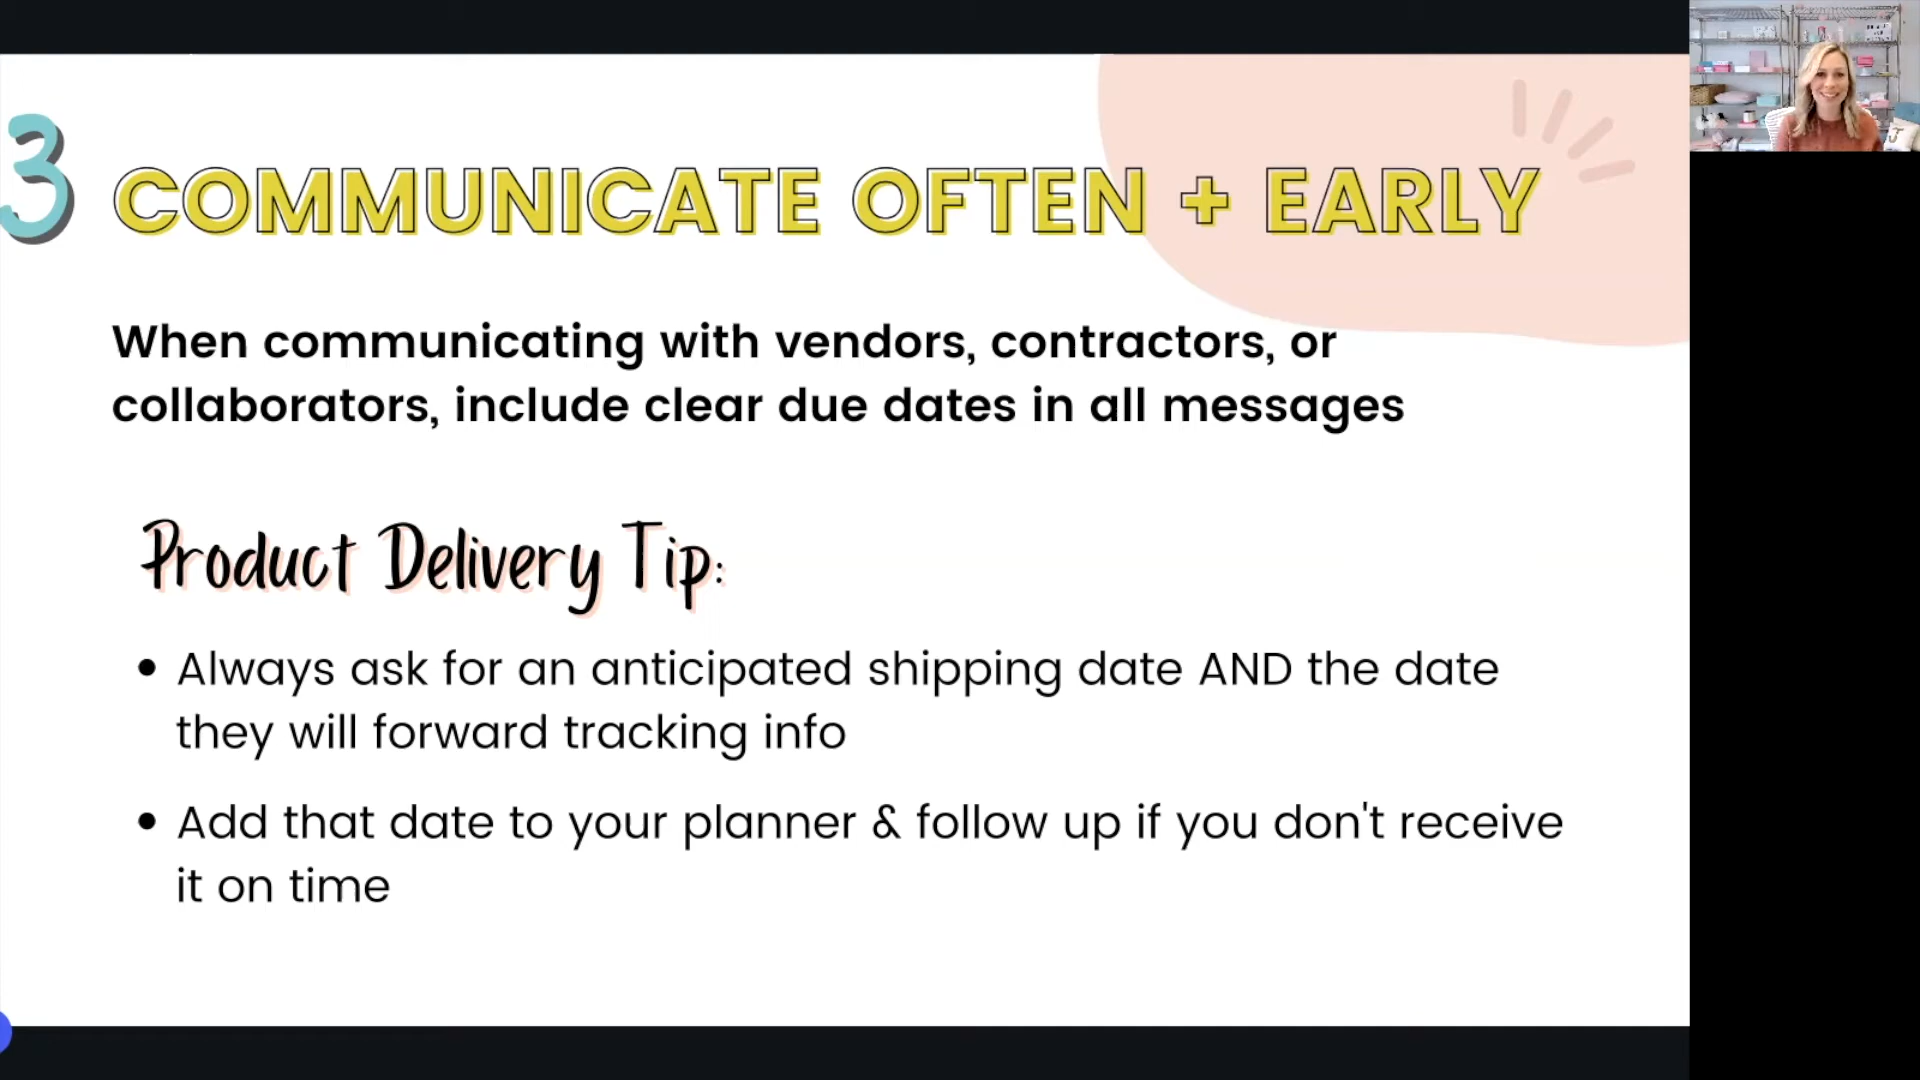 3 COMMUNICATE OFTEN + EARLY
When communicating with vendors, contractors, or
collaborators, include clear due dates in all messages
Product Delivery Tip:
• Always ask for an anticipated shipping date AND the date
they will forward tracking info
• Add that date to your planner & follow up if you don't receive
it on time